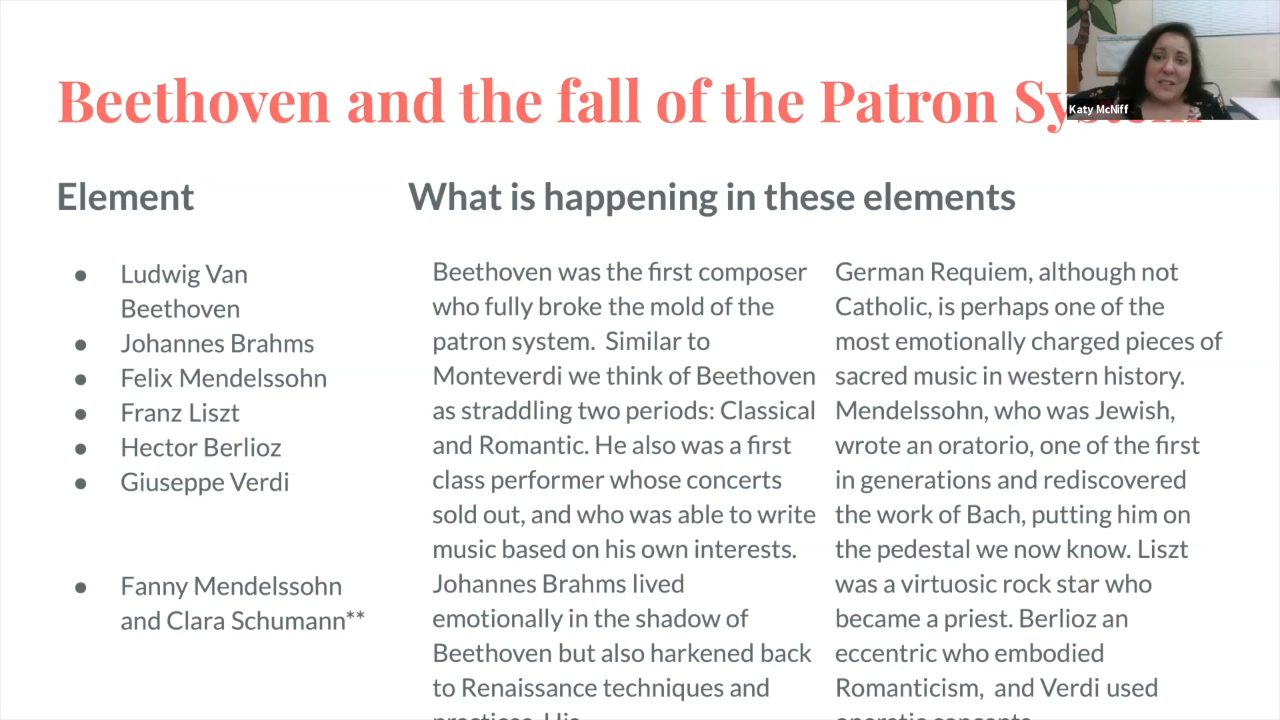 Beethoven and the fall of the Patron
Katy McNiff
Element
What is happening in these elements
● Ludwig Van
Beethoven
● Johannes Brahms
● Felix Mendelssohn
● Franz Liszt
● Hector Berlioz
● Giuseppe Verdi
● Fanny Mendelssohn
and Clara Schumann**
Beethoven was the first composer
who fully broke the mold of the
patron system.  Similar to
Monteverdi we think of Beethoven
as straddling two periods: Classical
and Romantic. He also was a first
class performer whose concerts
sold out, and who was able to write
music based on his own interests.
Johannes Brahms lived
emotionally in the shadow of
Beethoven but also harkened back
to Renaissance techniques and
practices. His
German Requiem, although not
Catholic, is perhaps one of the
most emotionally charged pieces of
sacred music in western history.
Mendelssohn, who was Jewish,
wrote an oratorio, one of the first
in generations and rediscovered
the work of Bach, putting him on
the pedestal we now know. Liszt
was a virtuosic rock star who
became a priest. Berlioz an
eccentric who embodied
Romanticism,  and Verdi used
operatic concepts